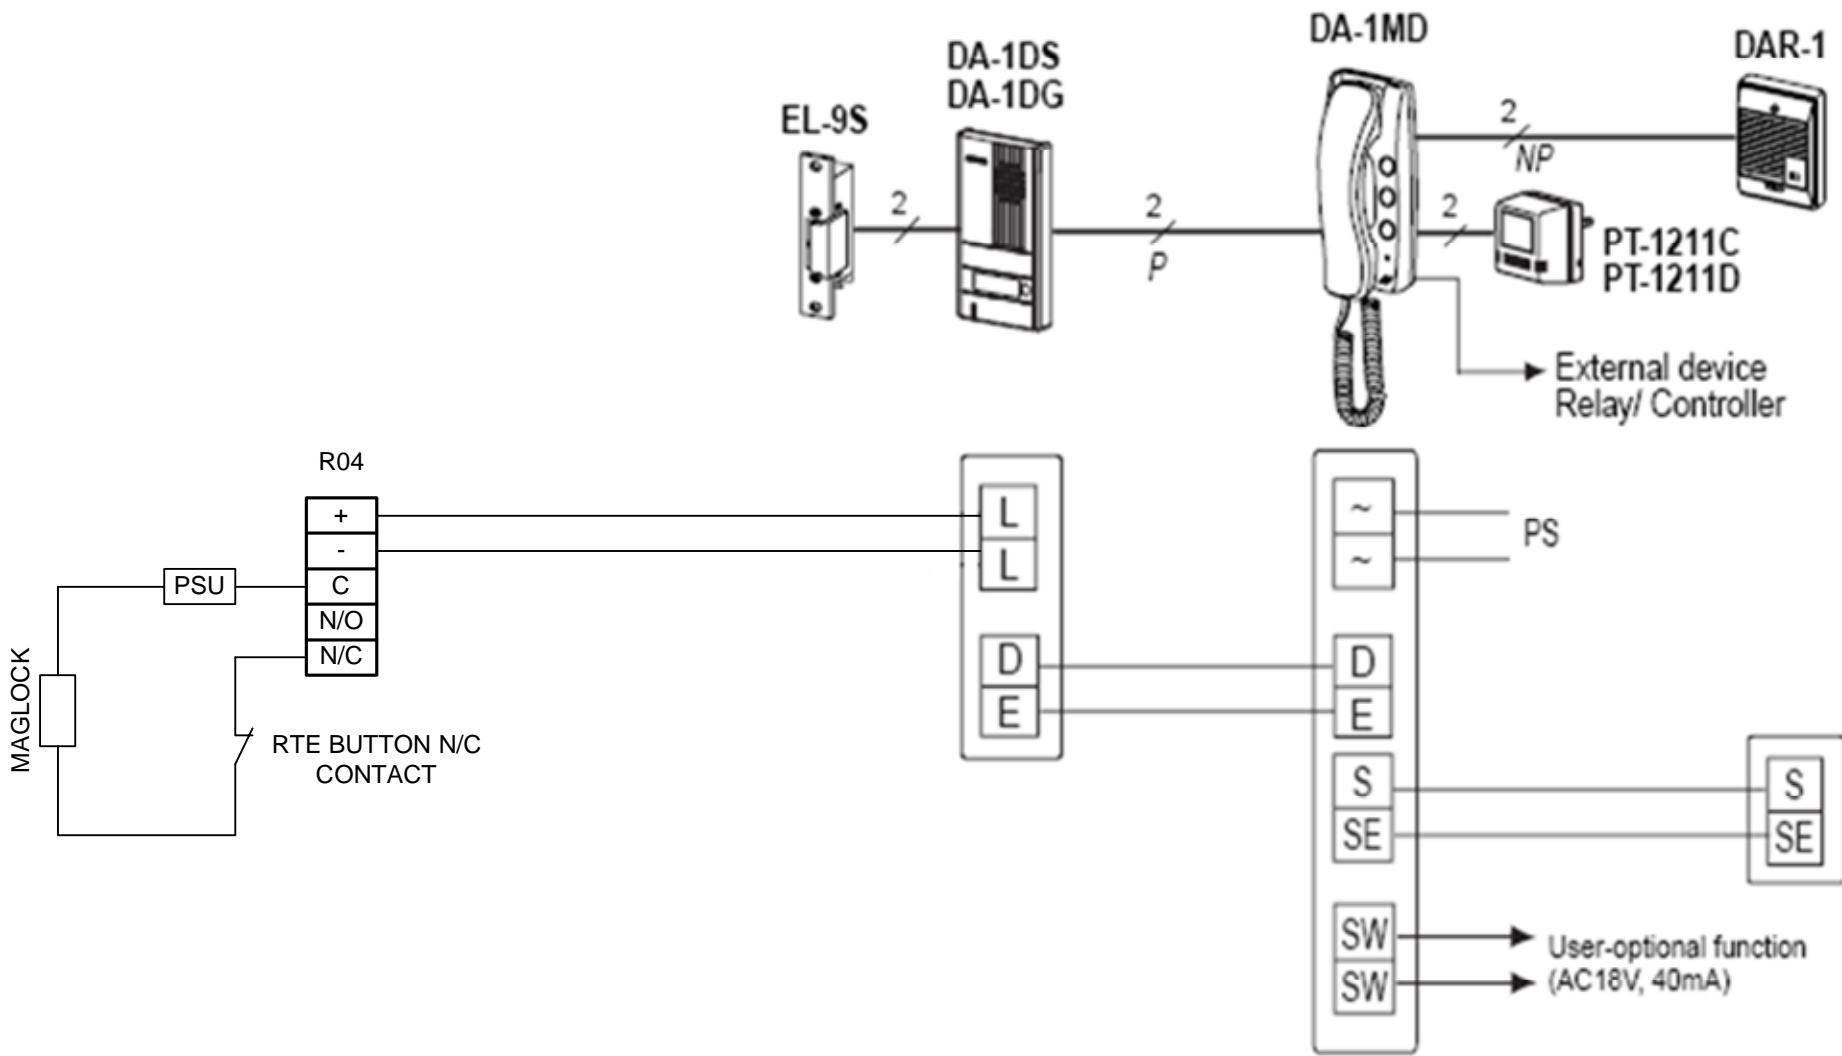 DA-1MD
DA-1DS
DA-1DG
DAR-1
EL-9S
2
NP
2
2
P
2
PT-1211C
PT-1211D
External device
Relay/ Controller
R04
+
-
C
N/O
N/C
PSU
MAGLOCK
RTE BUTTON N/C
CONTACT
L
L
D
E
~
~
PS
D
E
S
SE
S
SE
SW
SW
User-optional function
(AC18V, 40mA)